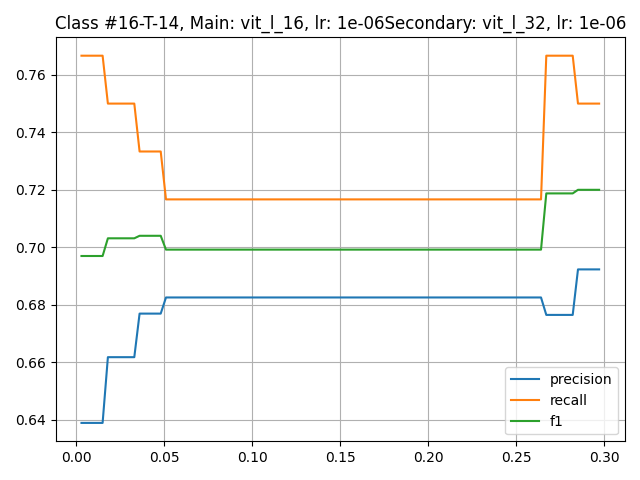 Class #16-T-14, Main: vit_l_16, lr: 1e-06Secondary: vit_l_32, lr: 1e-06
0.76
0.74
0.72
0.70
0.68
0.66
0.64
precision
recall
f1
0.00 0.05 0.10 0.15 0.20 0.25 0.30